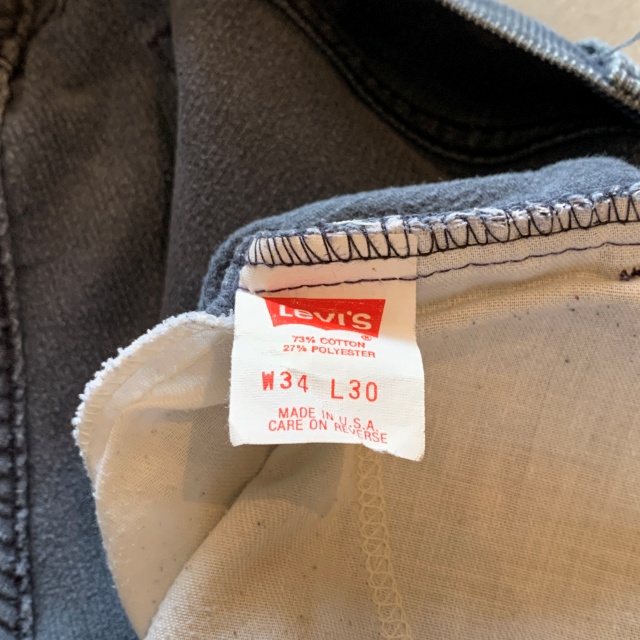 LEVI'S ®
73% COTTON
27% POLYESTER
W34 L30
MADE IN U.S.A.
CARE ON REVERSE